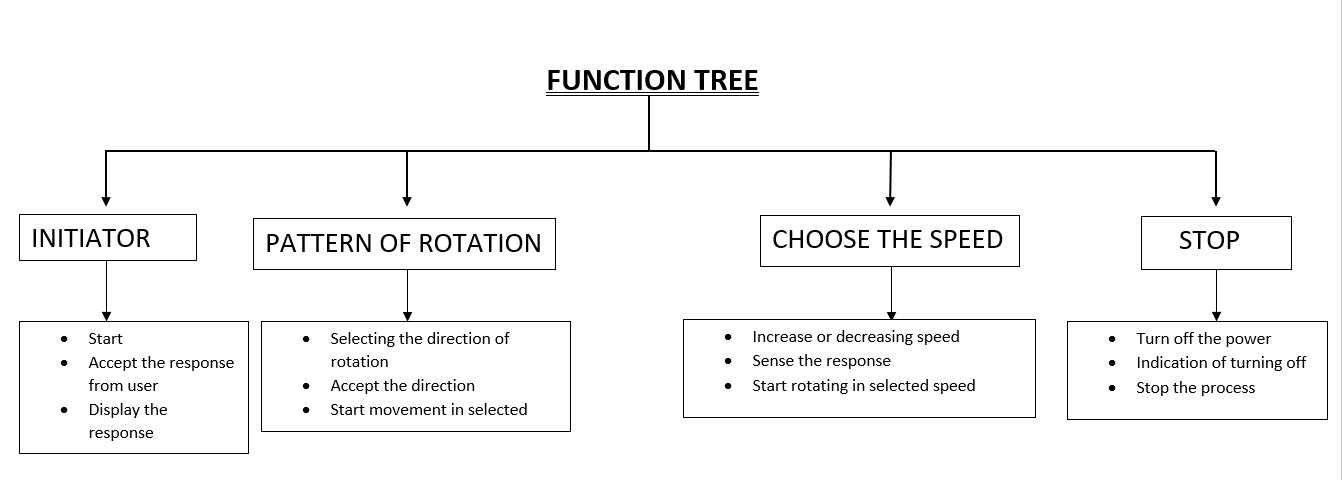 FUNCTION TREE
INITIATOR
PATTERN OF ROTATION
CHOOSE THE SPEED
STOP
• Start
• Accept the response
from user
• Display the
response
• Selecting the direction of
rotation
• Accept the direction
• Start movement in selected
• Increase or decreasing speed
• Sense the response
• Start rotating in selected speed
• Turn off the power
• Indication of turning off
• Stop the process